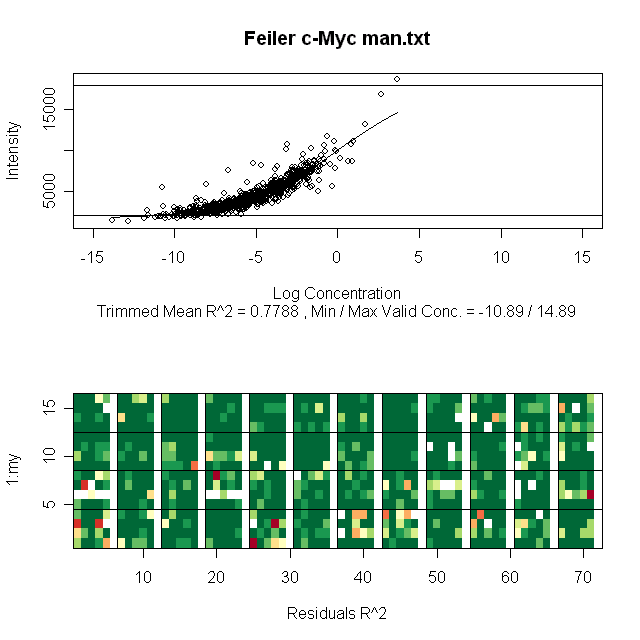 Feiler c-Myc man.txt
Intensity
15000
5000
-15 -10 -5 0 5 10 15
Log Concentration
Trimmed Mean R^2 = 0.7788 , Min / Max Valid Conc. = -10.89 / 14.89
1:my
15
10
5
10 20 30 40 50 60 70
Residuals R^2